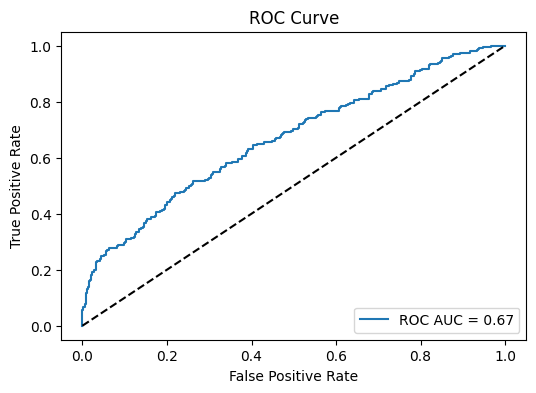 ROC Curve
True Positive Rate
1.0
0.8
0.6
0.4
0.2
0.0
ROC AUC = 0.67
0.0 0.2 0.4 0.6 0.8 1.0
False Positive Rate